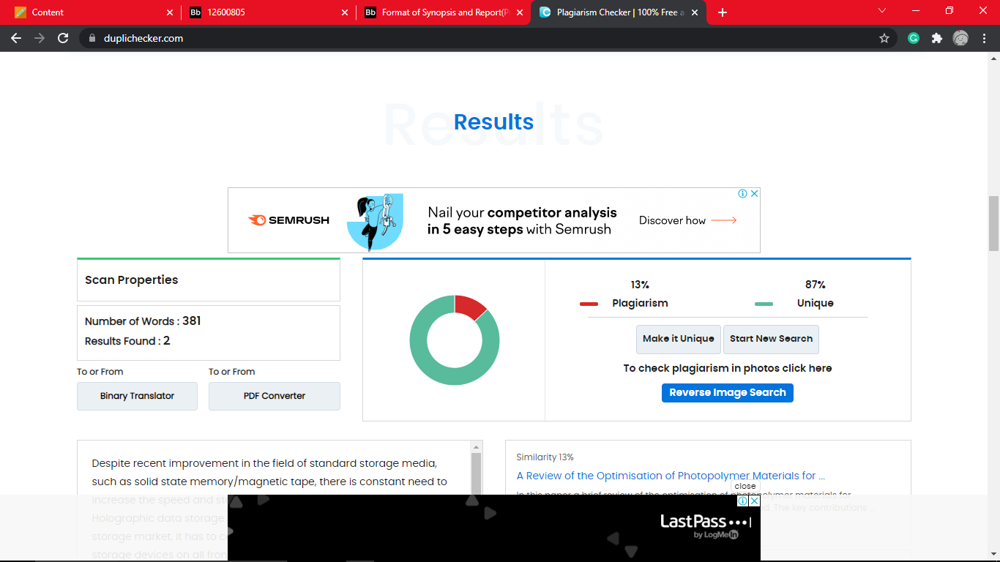 Content
12600805
Format of Synopsis and Report(P
Plagiarism Checker | 100% Free a
duplichecker.com
Results
Results
SEMRUSH
Nail your competitor analysis
in 5 easy steps with Semrush
Discover how
Scan Properties
Number of Words : 381
Results Found : 2
To or From
To or From
Binary Translator
PDF Converter
13%
87%
Plagiarism
Unique
Make it Unique
Start New Search
To check plagiarism in photos click here
Reverse Image Search
Despite recent improvement in the field of standard storage media,
such as solid state memory/magnetic tape, there is constant need to
increase the speed and
Holographic data storage
storage market, it has to
storage devices on all
Similarity 13%
A Review of the Optimisation of Photopolymer Materials for ...
close
In this paper a brief review of the optimisation of photopolymer materials for
The key contributions...
LastPass
by LogMeIn